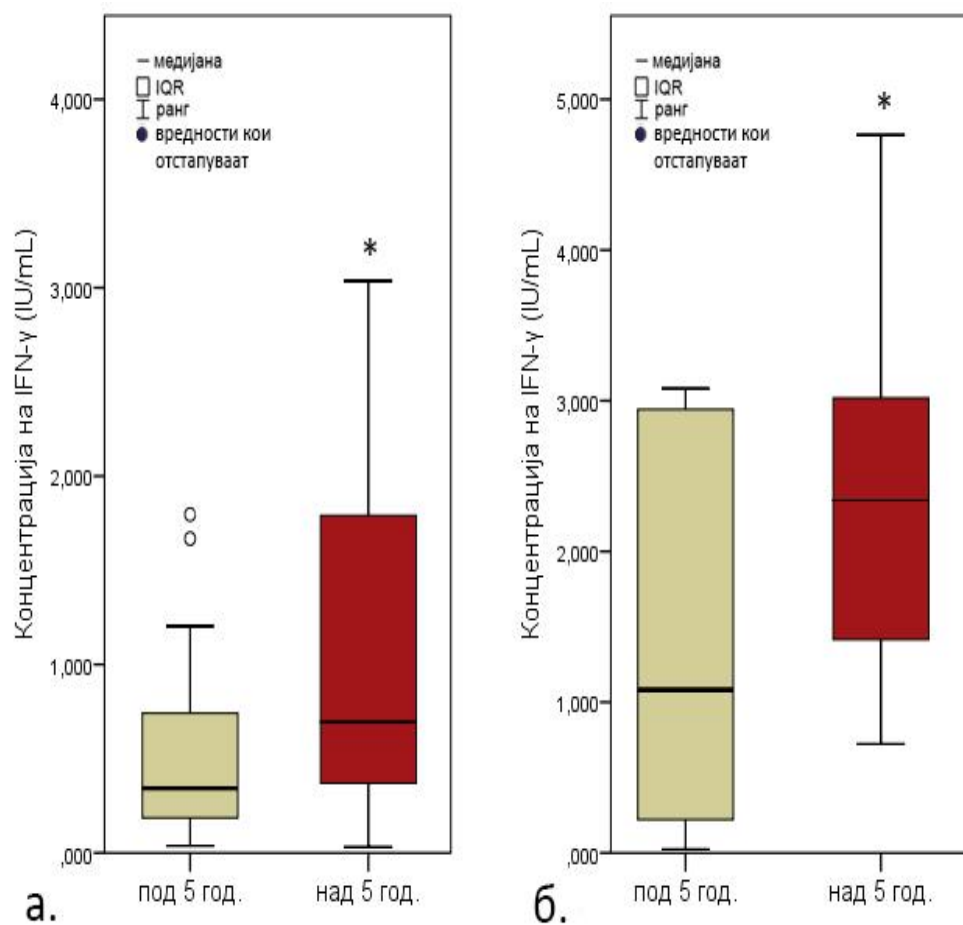 — медијана
IQR
ранг
вредности кои
отстапуваат
4,000
3,000
2,000
1,000
,000
Концентрација на IFN-γ (IU/mL)
*
под 5 год.
над 5 год.
а.
— медијана
IQR
ранг
вредности кои
отстапуваат
5,000
4,000
3,000
2,000
1,000
,000
Концентрација на IFN-γ (IU/mL)
*
под 5 год.
над 5 год.
б.